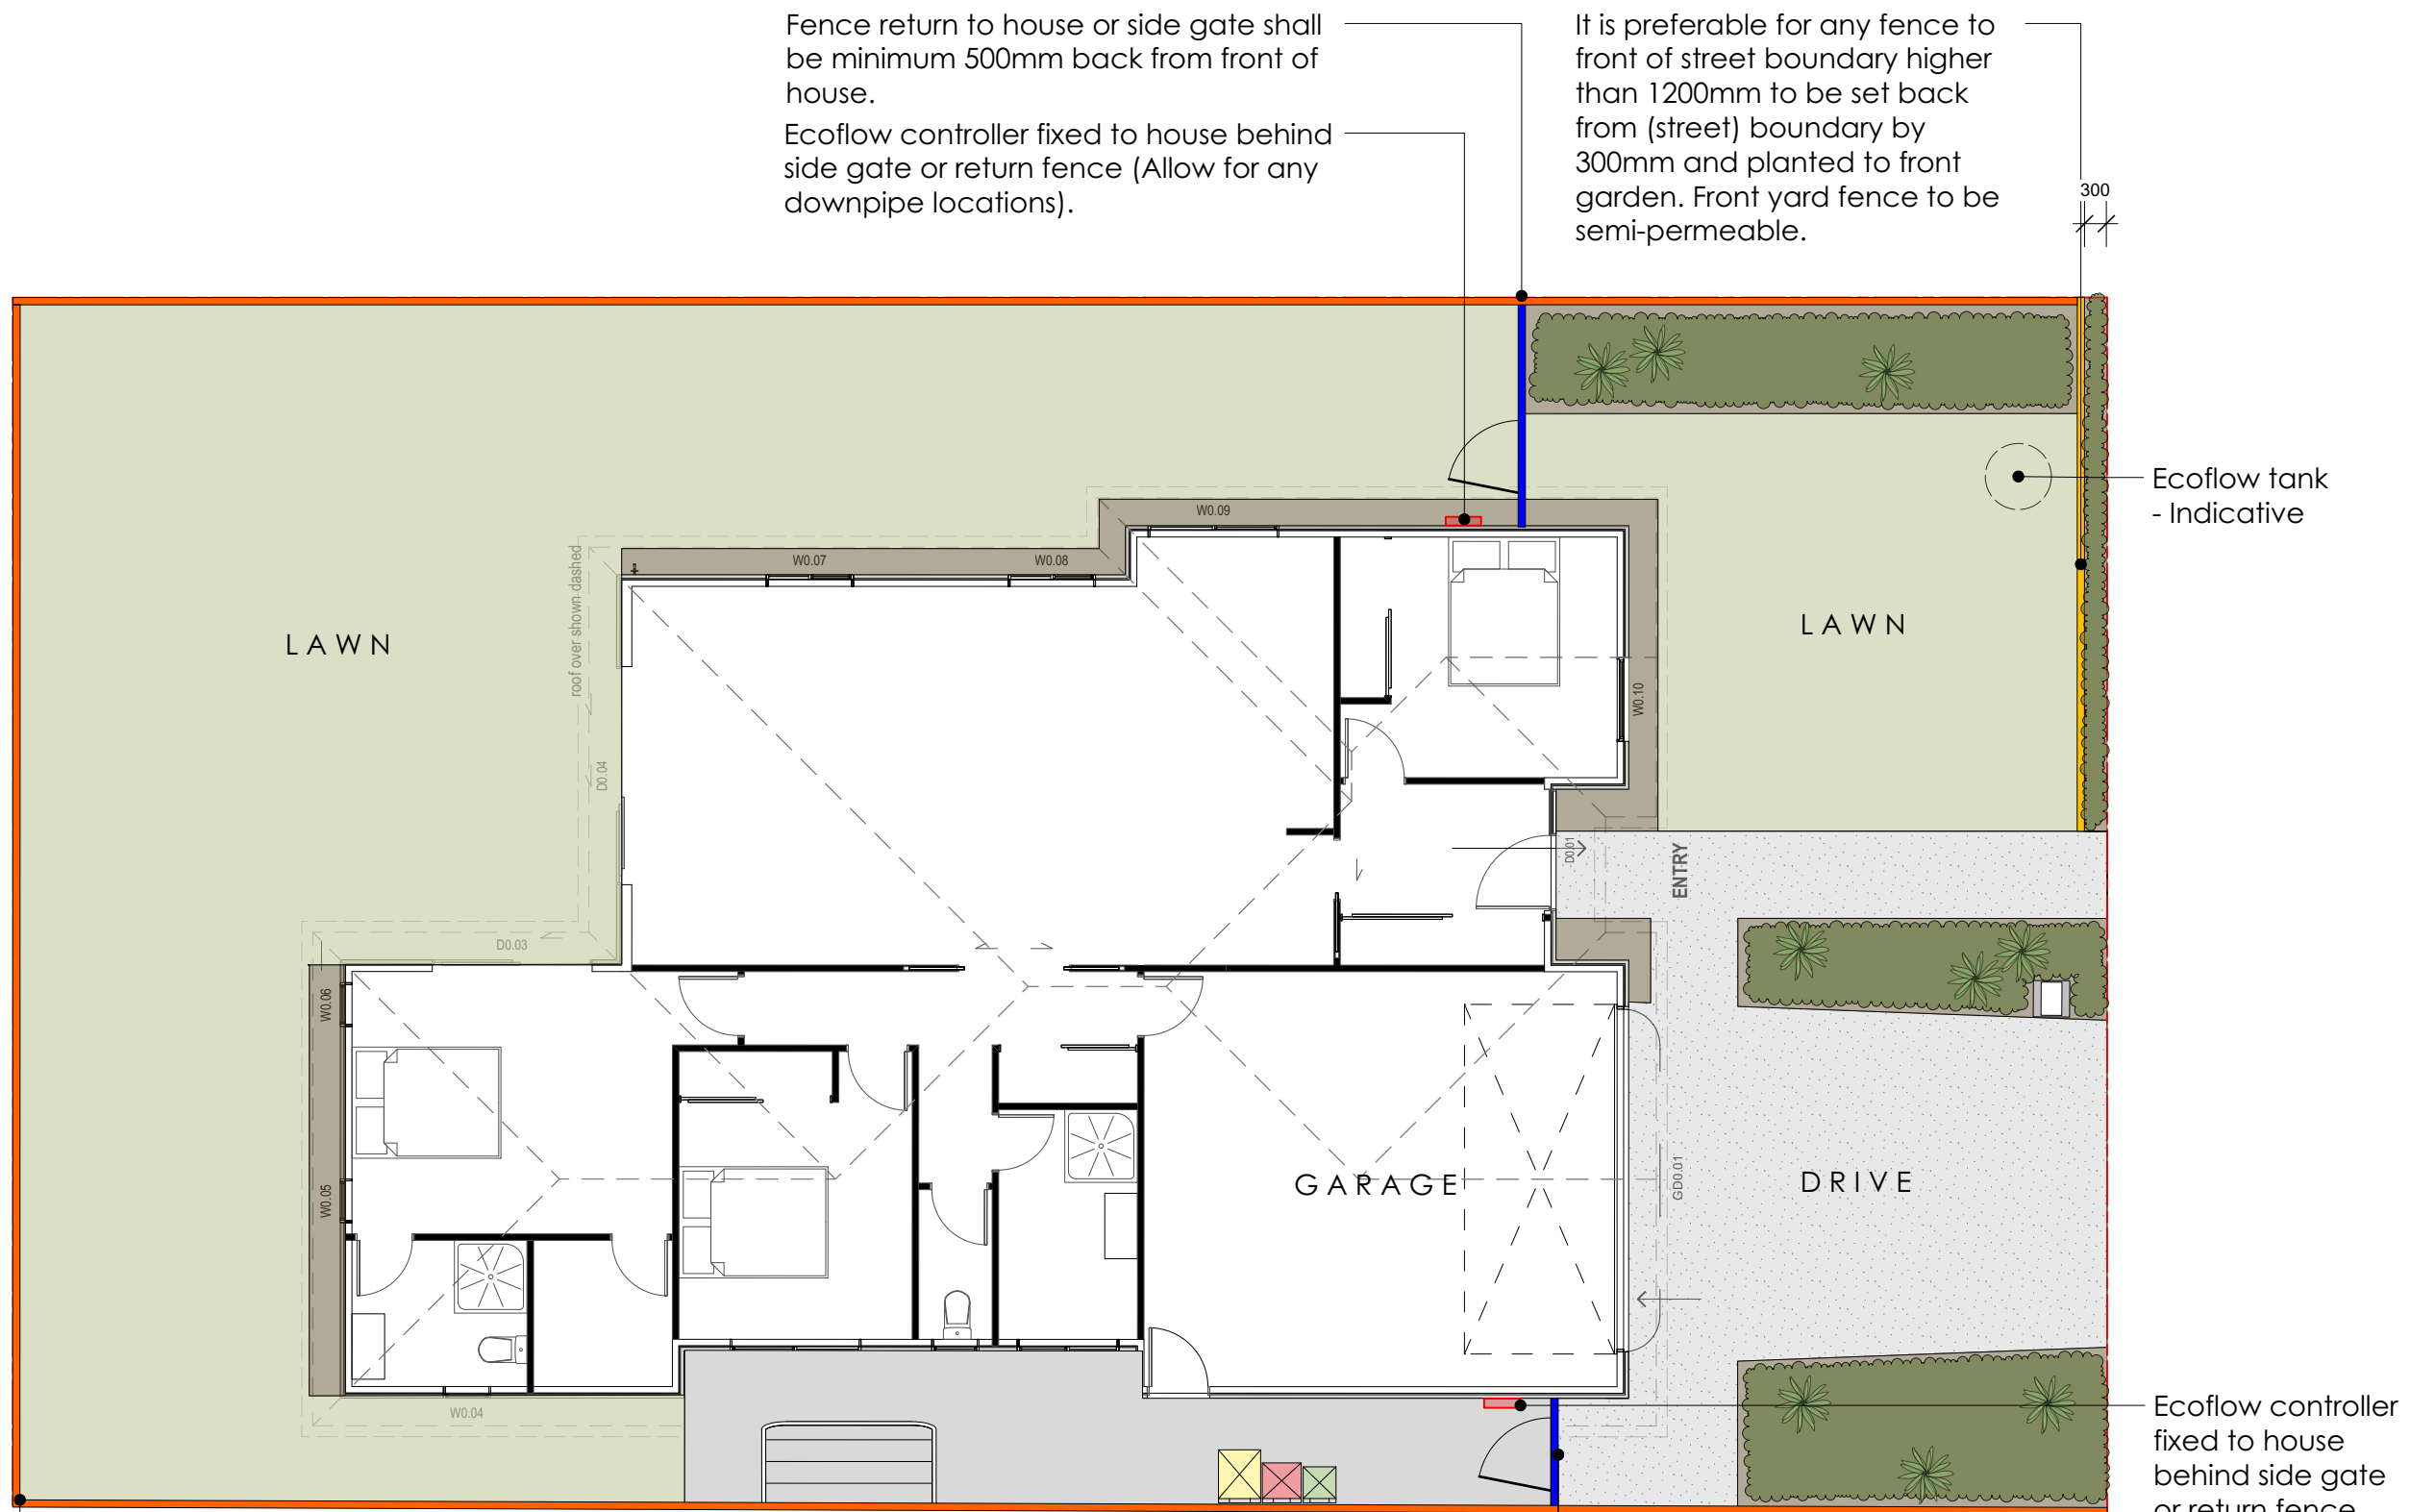 Fence return to house or side gate shall
be minimum 500mm back from front of
house.
Ecoflow controller fixed to house behind
side gate or return fence (Allow for any
downpipe locations).
It is preferable for any fence to
front of street boundary higher
than 1200mm to be set back
from (street) boundary by
300mm and planted to front
garden. Front yard fence to be
semi-permeable.
300
Ecoflow tank
- Indicative
W0.09
W0.07
W0.08
roof over shown dashed
LAWN
LAWN
W0.10
D0.04
D0.01
ENTRY
D0.03
W0.06
W0.05
GARAGE
GD0.01
DRIVE
W0.04
Ecoflow controller
fixed to house
behind side gate
or return fence